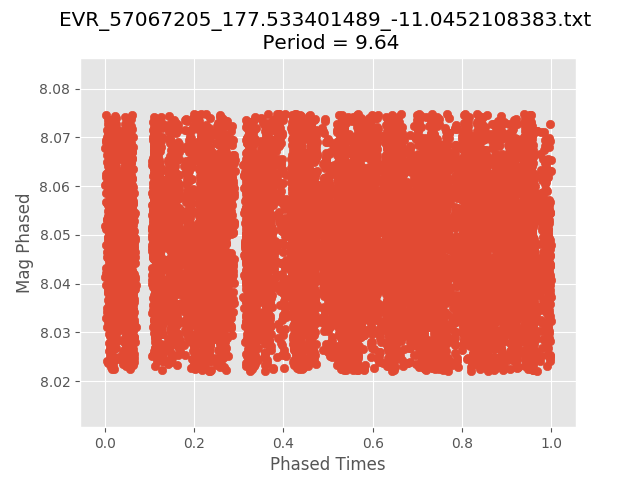 EVR_57067205_177.533401489_-11.0452108383.txt
Period = 9.64
8.08
8.07
8.06
8.05
8.04
8.03
8.02
Mag Phased
0.0 0.2 0.4 0.6 0.8 1.0
Phased Times